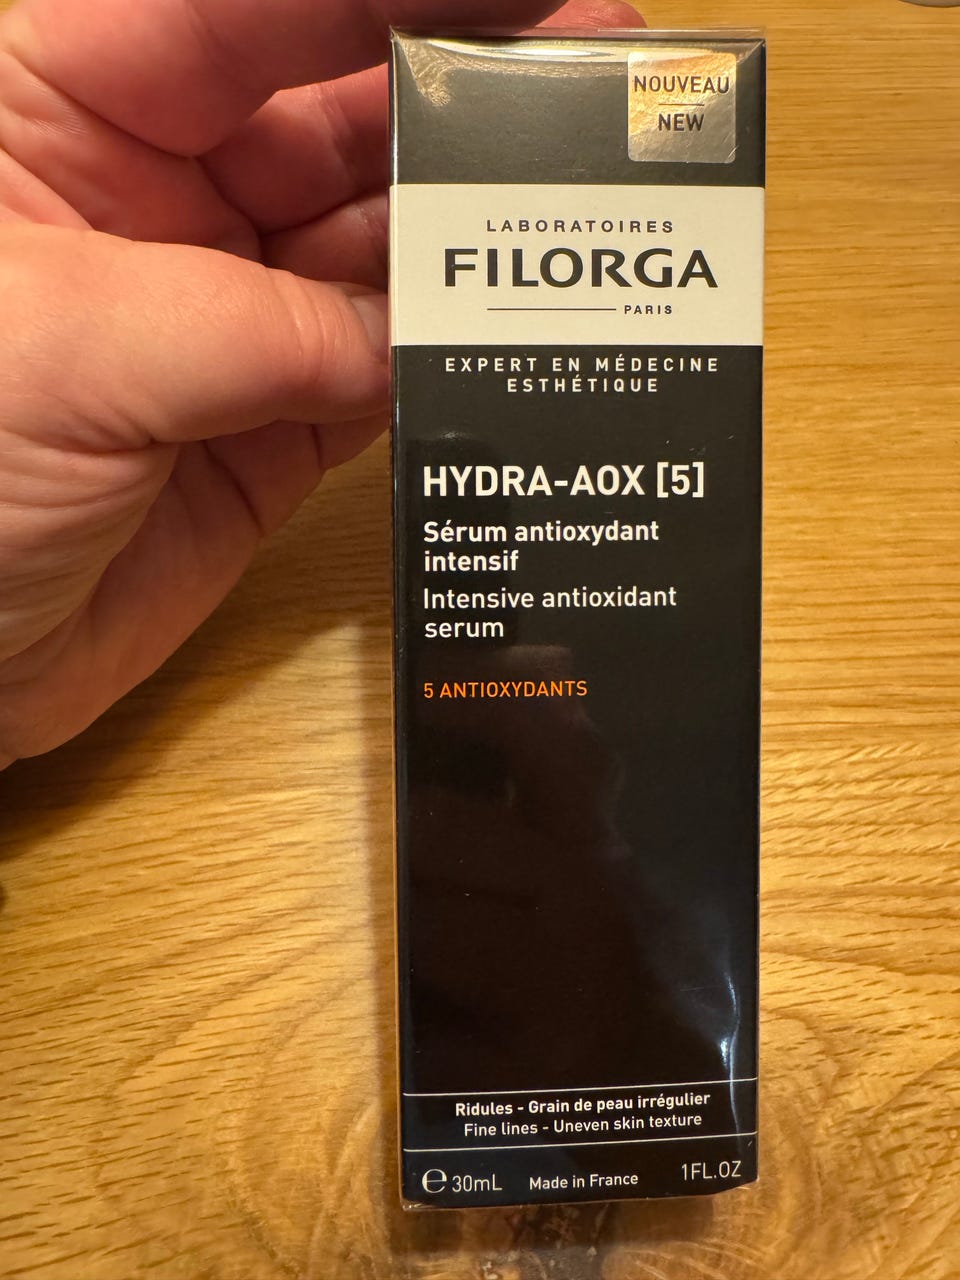 NOUVEAU
NEW
LABORATOIRES
FILORGA
PARIS
EXPERT EN MÉDECINE
ESTHÉTIQUE
HYDRA-AOX [5]
Sérum antioxydant
intensif
Intensive antioxidant
serum
5 ANTIOXYDANTS
Ridules - Grain de peau irrégulier
Fine lines - Uneven skin texture
℮ 30mL Made in France 1FL.OZ